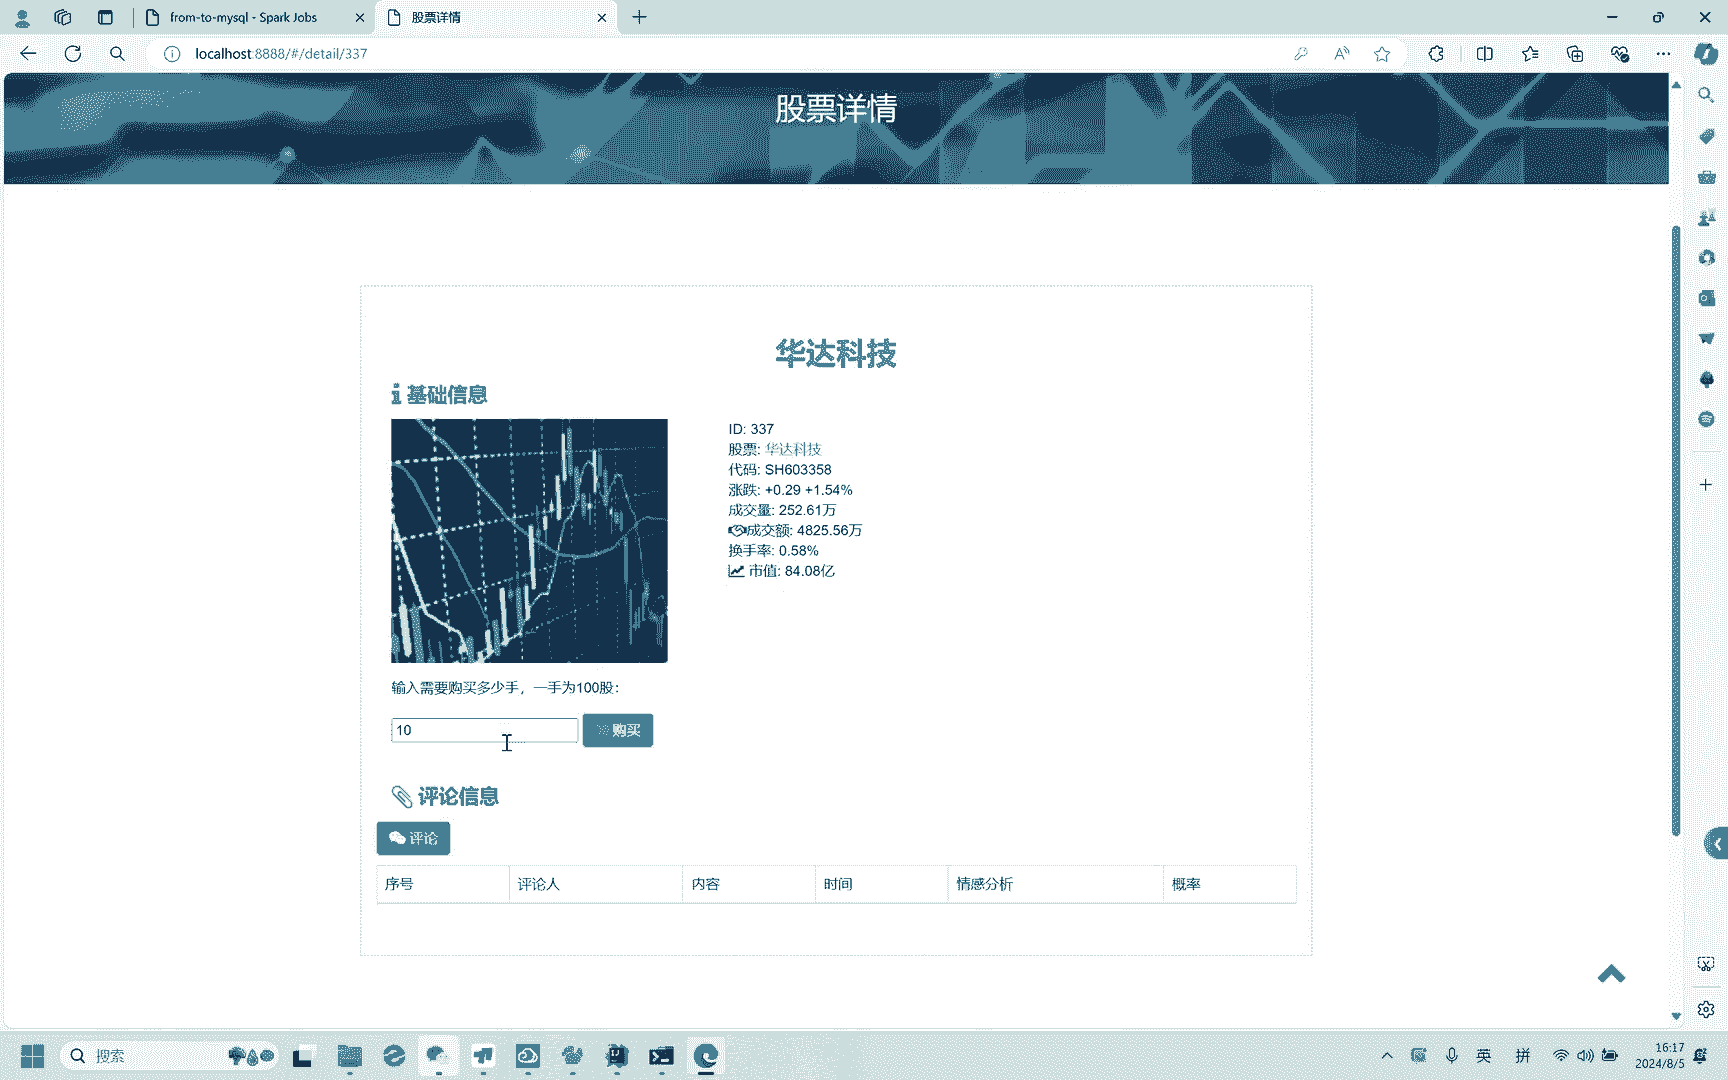 from-to-mysql - Spark Jobs
股票详情
localhost:8888/#/detail/337
股票详情
华达科技
基础信息
ID: 337
股票: 华达科技
代码: SH603358
涨跌: +0.29 +1.54%
成交量: 252.61万
成交额: 4825.56万
换手率: 0.58%
市值: 84.08亿
输入需要购买多少手，一手为100股：
10
购买
评论信息
评论
序号 评论人 内容 时间 情感分析 概率
搜索
英 拼
16:17
2024/8/5